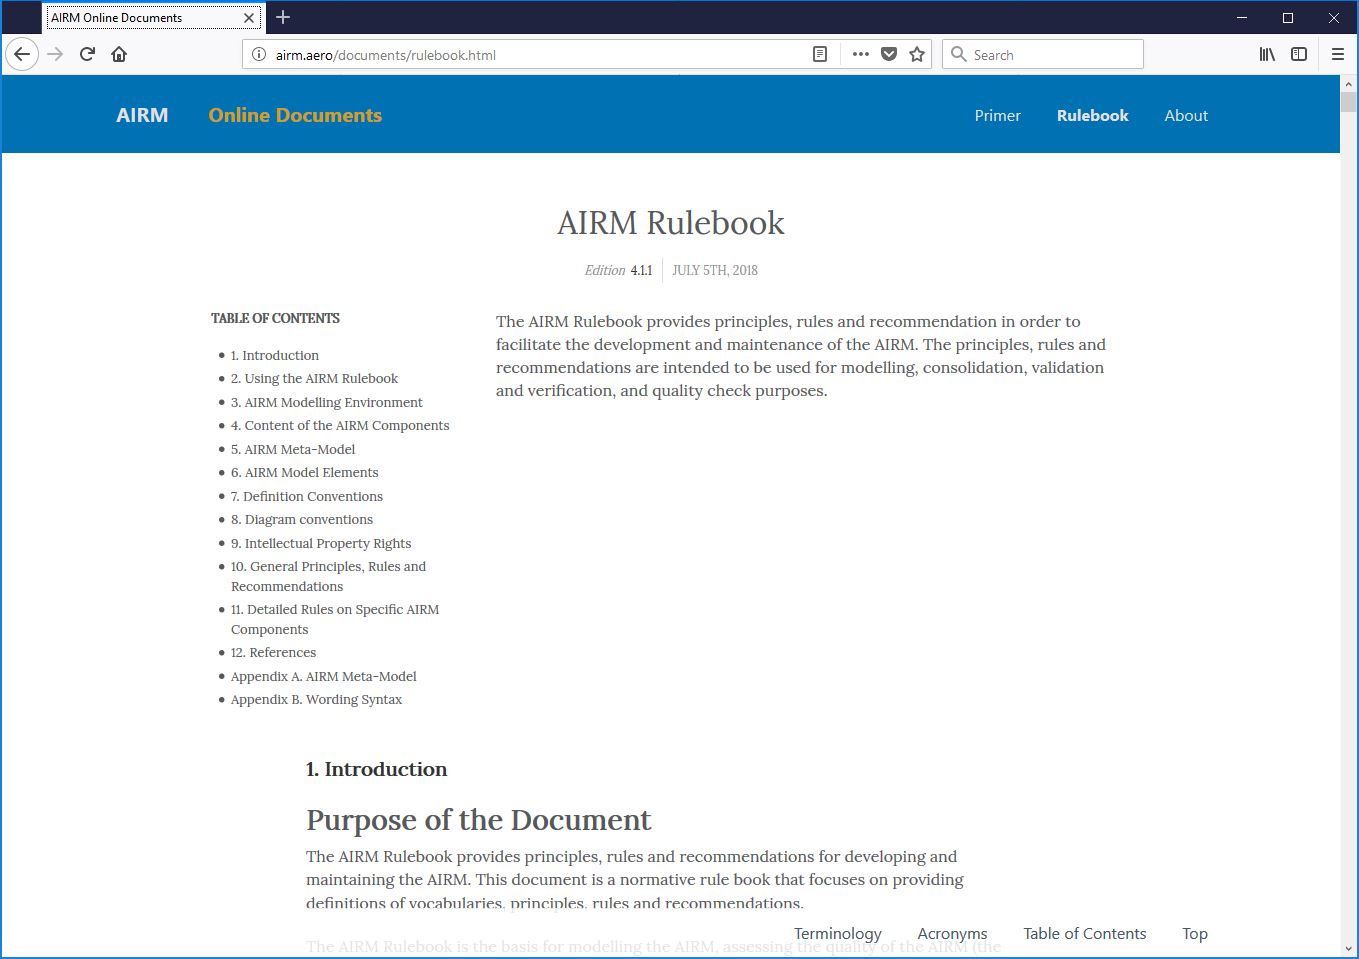 AIRM Online Documents
airm.aero/documents/rulebook.html
Search
AIRM Online Documents Primer Rulebook About
AIRM Rulebook
Edition 4.1.1 JULY 5TH, 2018
TABLE OF CONTENTS
• 1. Introduction
• 2. Using the AIRM Rulebook
• 3. AIRM Modelling Environment
• 4. Content of the AIRM Components
• 5. AIRM Meta-Model
• 6. AIRM Model Elements
• 7. Definition Conventions
• 8. Diagram conventions
• 9. Intellectual Property Rights
• 10. General Principles, Rules and
Recommendations
• 11. Detailed Rules on Specific AIRM
Components
• 12. References
• Appendix A. AIRM Meta-Model
• Appendix B. Wording Syntax
The AIRM Rulebook provides principles, rules and recommendation in order to
facilitate the development and maintenance of the AIRM. The principles, rules and
recommendations are intended to be used for modelling, consolidation, validation
and verification, and quality check purposes.
1. Introduction
Purpose of the Document
The AIRM Rulebook provides principles, rules and recommendations for developing and
maintaining the AIRM. This document is a normative rule book that focuses on providing
definitions of vocabularies, principles, rules and recommendations.
The AIRM Rulebook is the basis for modelling the AIRM, assessing the quality of the AIRM (the
Terminology Acronyms Table of Contents Top